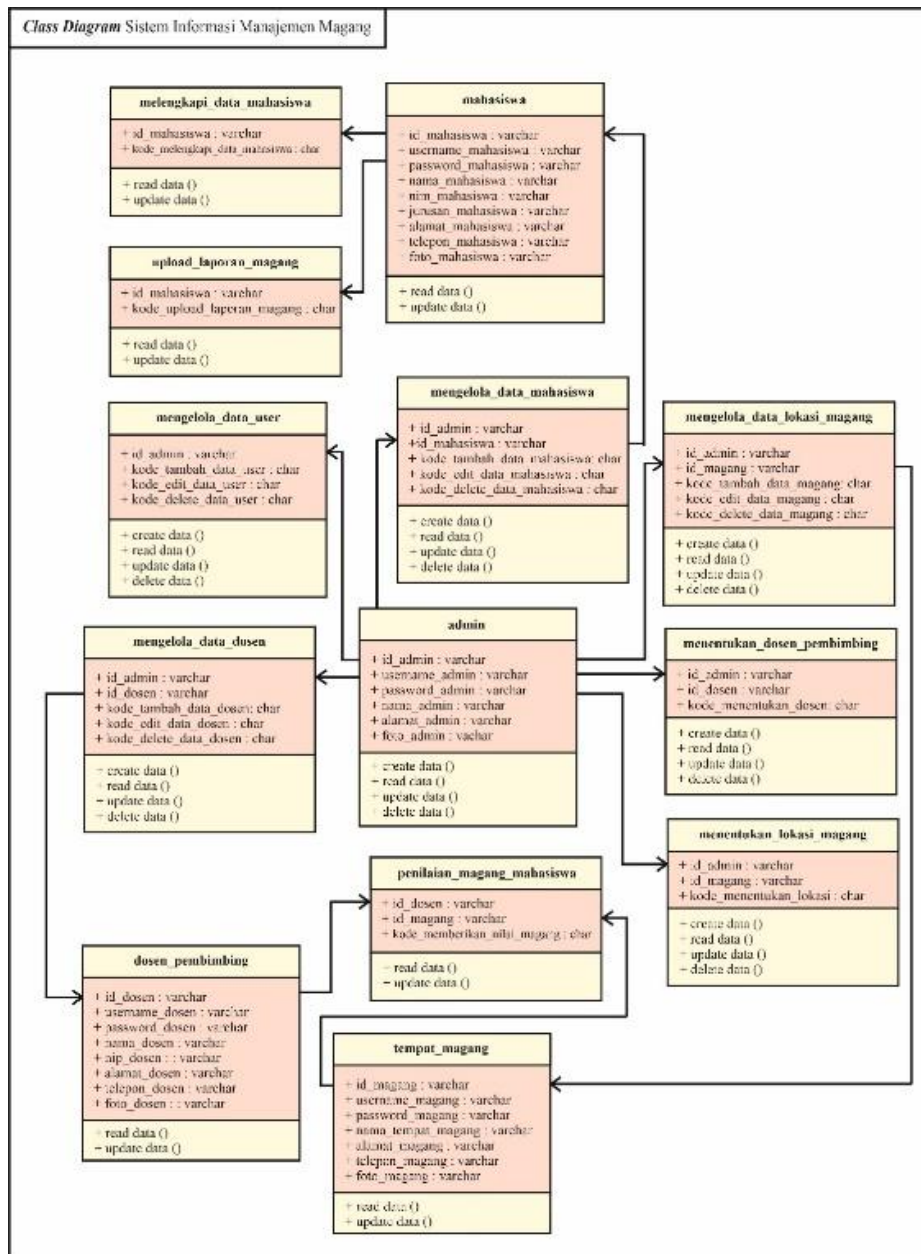 Class Diagram Sistem Informasi Manajemen Magang
melengkapi_data_mahasiswa
+ id_mahasiswa : varchar
+ kode_melengkapi_data_mahasiswa : char
+ read data ()
+ update data ()
mahasiswa
+ id_mahasiswa : varchar
+ username_mahasiswa : varchar
+ password_mahasiswa : varchar
+ nama_mahasiswa : varchar
+ nim_mahasiswa : varchar
+ jurusan_mahasiswa : varchar
+ alamat_mahasiswa : varchar
+ telepon_mahasiswa : varchar
+ foto_mahasiswa : varchar
+ read data ()
+ update data ()
upload_laporan_magang
+ id_mahasiswa : varchar
+ kode_upload_laporan_magang : char
+ read data ()
+ update data ()
mengelola_data_user
+ id_admin : varchar
+ kode_tambah_data_user : char
+ kode_edit_data_user : char
+ kode_delete_data_user : char
+ create data ()
+ read data ()
+ update data ()
+ delete data ()
mengelola_data_mahasiswa
+ id_admin : varchar
+id_mahasiswa : varchar
+ kode_tambah_data_mahasiswa: char
+ kode_edit_data_mahasiswa : char
+ kode_delete_data_mahasiswa : char
+ create data ()
+ read data ()
+ update data ()
+ delete data ()
mengelola_data_lokasi_magang
+ id_admin : varchar
+ id_magang : varchar
+ kode_tambah_data_magang: char
+ kode_edit_data_magang : char
+ kode_delete_data_magang : char
+ create data ()
+ read data ()
+ update data ()
+ delete data ()
mengelola_data_dosen
+ id_admin : varchar
+ id_dosen : varchar
+ kode_tambah_data_dosen: char
+ kode_edit_data_dosen : char
+ kode_delete_data_dosen : char
+ create data ()
+ read data ()
+ update data ()
+ delete data ()
admin
+ id_admin : varchar
+ username_admin : varchar
+ password_admin : varchar
+ nama_admin : varchar
+ alamat_admin : varchar
+ foto_admin : vachar
+ create data ()
+ read data ()
+ update data ()
+ delete data ()
menentukan_dosen_pembimbing
+ id_admin : varchar
+ id_dosen : varchar
+ kode_menentukan_dosen: char
+ create data ()
+ read data ()
+ update data ()
+ delete data ()
menentukan_lokasi_magang
+ id_admin : varchar
+ id_magang : varchar
+ kode_menentukan_lokasi : char
+ create data ()
+ read data ()
+ update data ()
+ delete data ()
penilaian_magang_mahasiswa
+ id_dosen : varchar
+ id_magang : varchar
+ kode_memberikan_nilai_magang : char
+ read data ()
+ update data ()
dosen_pembimbing
+ id_dosen : varchar
+ username_dosen : varchar
+ password_dosen : varchar
+ nama_dosen : varchar
+ nip_dosen : : varchar
+ alamat_dosen : varchar
+ telepon_dosen : varchar
+ foto_dosen : : varchar
+ read data ()
+ update data ()
tempat_magang
+ id_magang : varchar
+ username_magang : varchar
+ password_magang : varchar
+ nama_tempat_magang : varchar
+ alamat_magang : varchar
+ telepon_magang : varchar
+ foto_magang : varchar
+ read data ()
+ update data ()